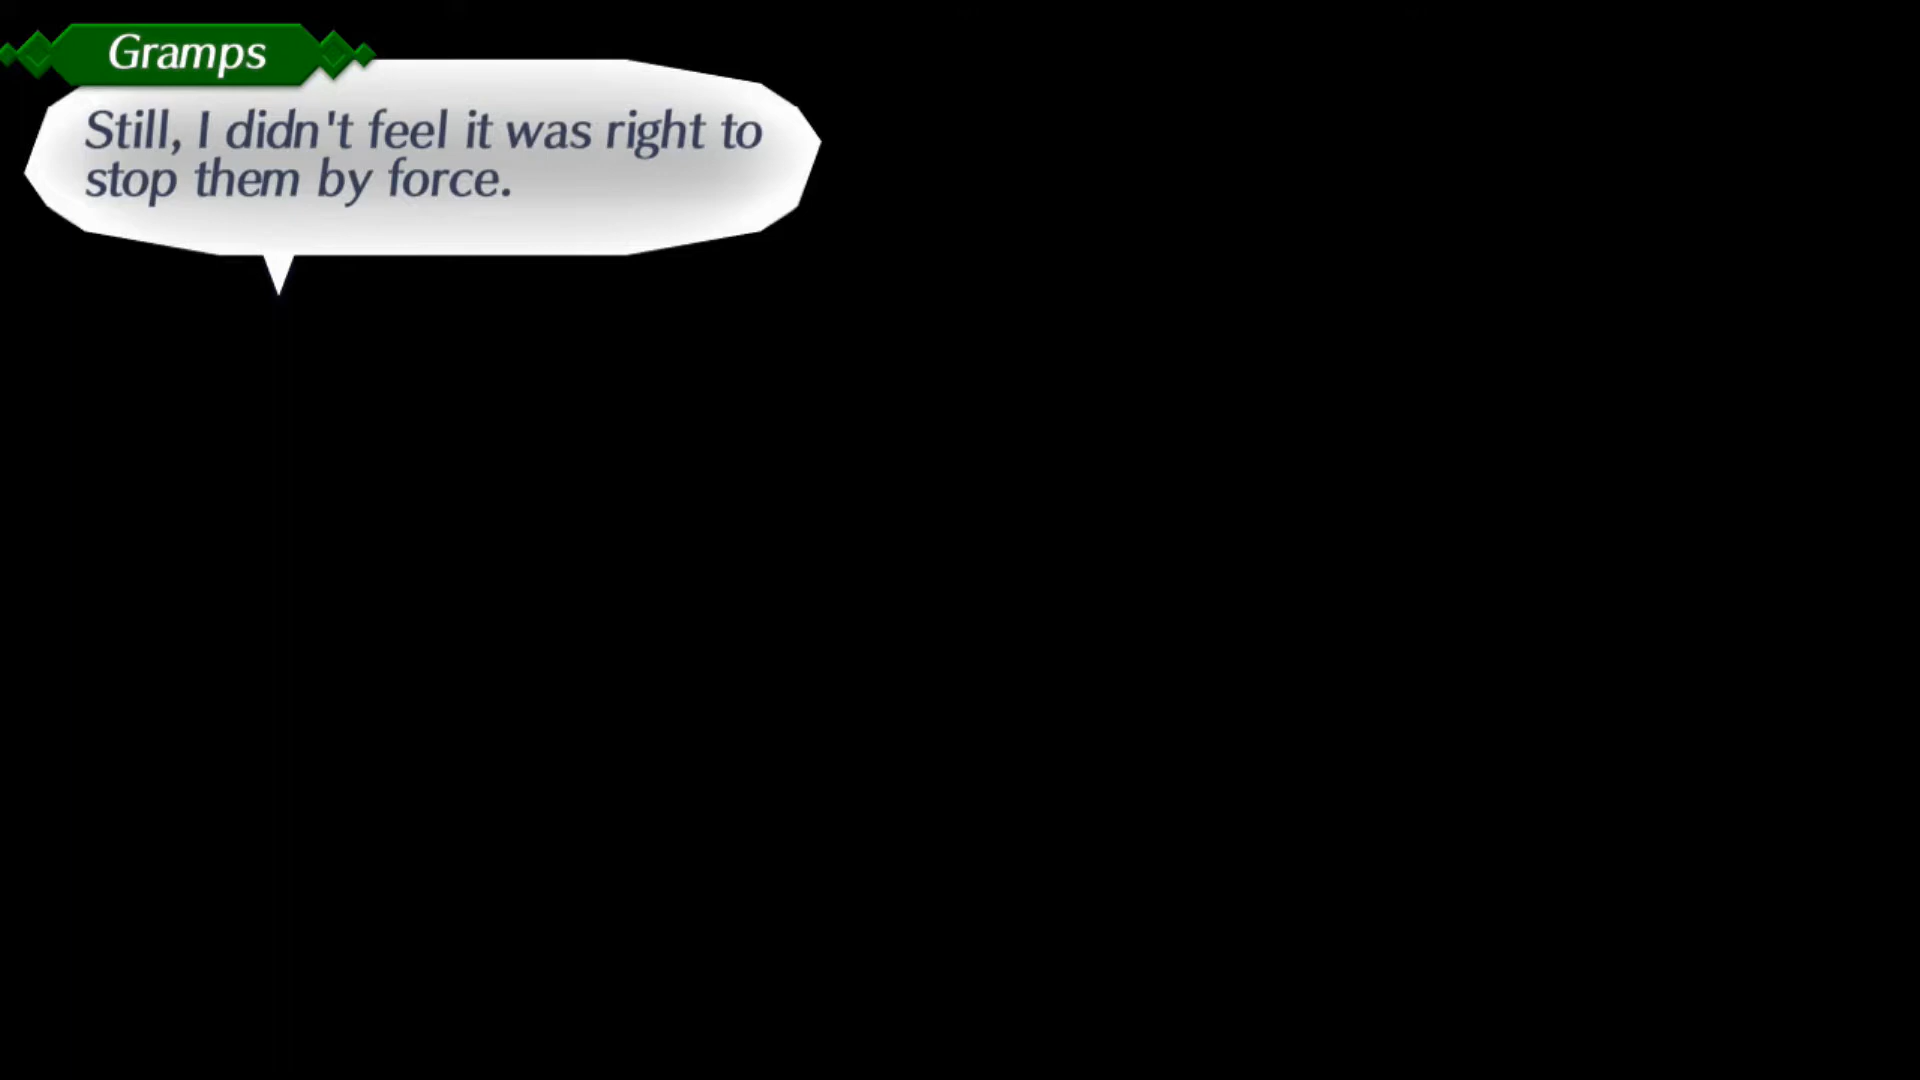 Gramps
Still, I didn't feel it was right to
stop them by force.